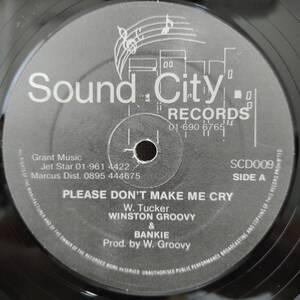 Sound City
RECORDS
01-690 6765
Grant Music
Jet Star 01-961 4422
Marcus Dist. 0895 444675
SCD009
SIDE A
PLEASE DON'T MAKE ME CRY
W. Tucker
WINSTON GROOVY
&
BANKIE
Prod. by W. Groovy